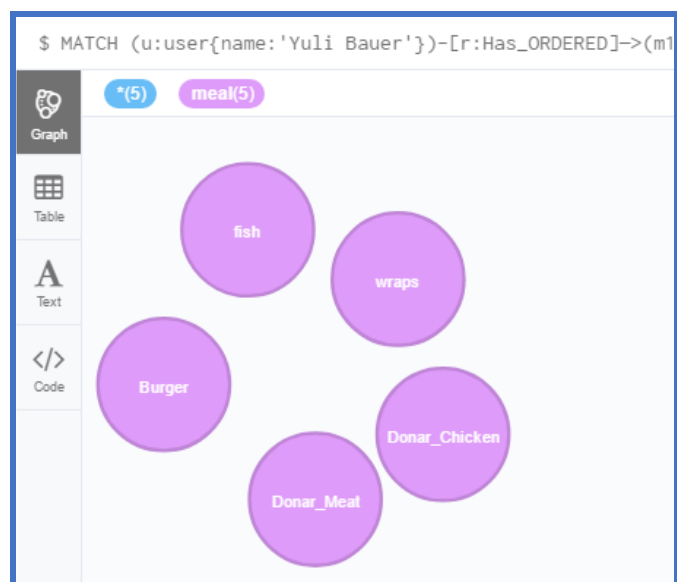 $ MATCH (u:user{name:'Yuli Bauer'})-[r:Has_ORDERED]->(m1
*(5) meal(5)
Graph
Table
Text
Code
fish
wraps
Burger
Donar_Chicken
Donar_Meat